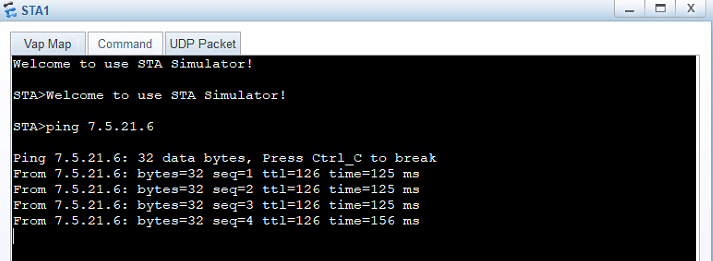 STA1
Vap Map Command UDP Packet
Welcome to use STA Simulator!
STA>Welcome to use STA Simulator!
STA>ping 7.5.21.6
Ping 7.5.21.6: 32 data bytes, Press Ctrl_C to break
From 7.5.21.6: bytes=32 seq=1 ttl=126 time=125 ms
From 7.5.21.6: bytes=32 seq=2 ttl=126 time=125 ms
From 7.5.21.6: bytes=32 seq=3 ttl=126 time=125 ms
From 7.5.21.6: bytes=32 seq=4 ttl=126 time=156 ms